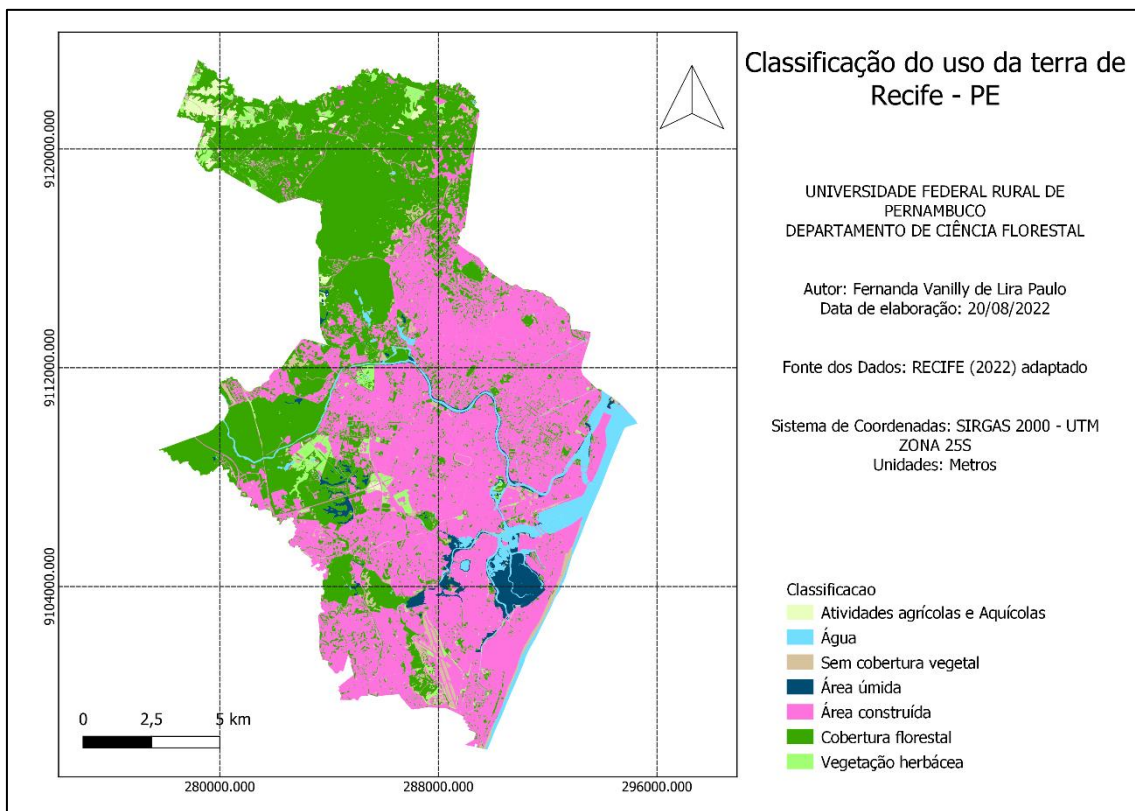 Classificação do uso da terra de
Recife - PE
UNIVERSIDADE FEDERAL RURAL DE
PERNAMBUCO
DEPARTAMENTO DE CIÊNCIA FLORESTAL
Autor: Fernanda Vanilly de Lira Paulo
Data de elaboração: 20/08/2022
Fonte dos Dados: RECIFE (2022) adaptado
Sistema de Coordenadas: SIRGAS 2000 - UTM
ZONA 25S
Unidades: Metros
Classificacao
Atividades agrícolas e Aquícolas
Água
Sem cobertura vegetal
Área úmida
Área construída
Cobertura florestal
Vegetação herbácea
9120000.000
9112000.000
9104000.000
0 2,5 5 km
280000.000 288000.000 296000.000